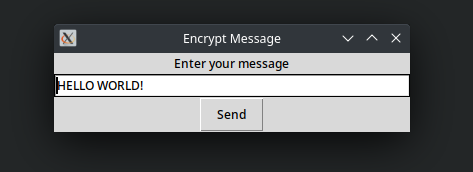 Encrypt Message
Enter your message
HELLO WORLD!
Send